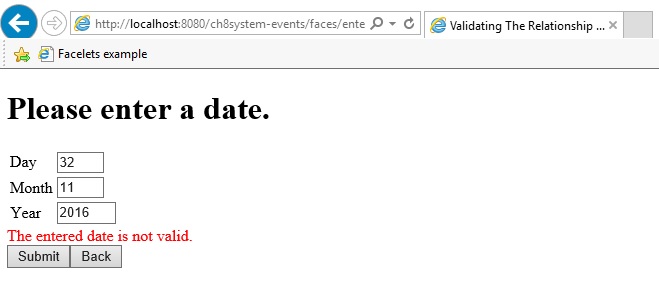 http://localhost:8080/ch8system-events/faces/ente
Validating The Relationship ...
Facelets example
Please enter a date.
Day 32
Month 11
Year 2016
The entered date is not valid.
Submit Back